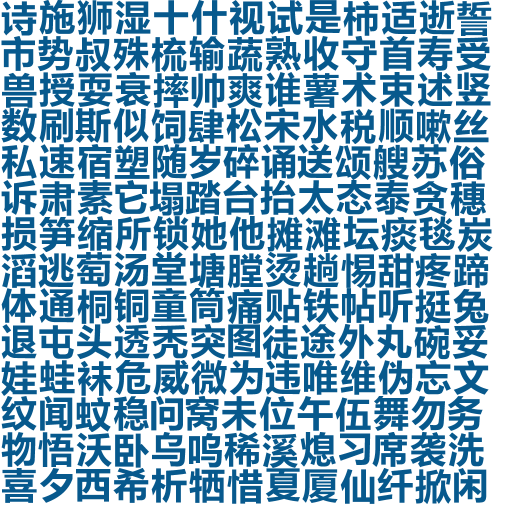 诗施狮湿十什视试是柿适逝誓
市势叔殊梳输蔬熟收守首寿受
兽授耍衰摔帅爽谁薯术束述竖
数刷斯似饲肆松宋水税顺嗽丝
私速宿塑随岁碎诵送颂艘苏俗
诉肃素它塌踏台抬太态泰贪穗
损笋缩所锁她他摊滩坛痰毯炭
滔逃萄汤堂塘膛烫趟惕甜疼蹄
体通桐铜童筒痛贴铁帖听挺兔
退屯头透秃突图徒途外丸碗妥
娃蛙袜危威微为违唯维伪忘文
纹闻蚊稳问窝未位午伍舞勿务
物悟沃卧乌呜稀溪熄习席袭洗
喜夕西希析牺惜夏厦仙纤掀闲